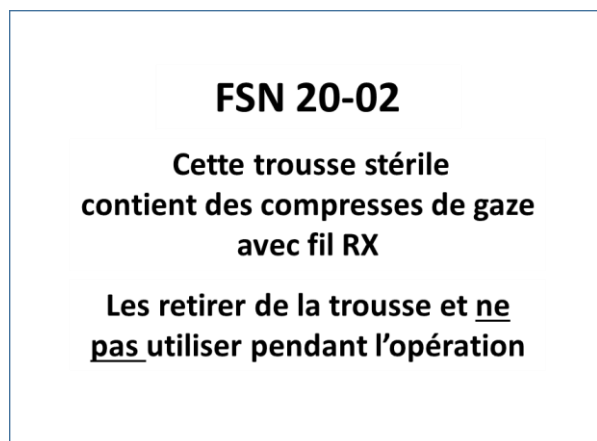 FSN 20-02
Cette trousse stérile
contient des compresses de gaze
avec fil RX
Les retirer de la trousse et ne
pas utiliser pendant l’opération